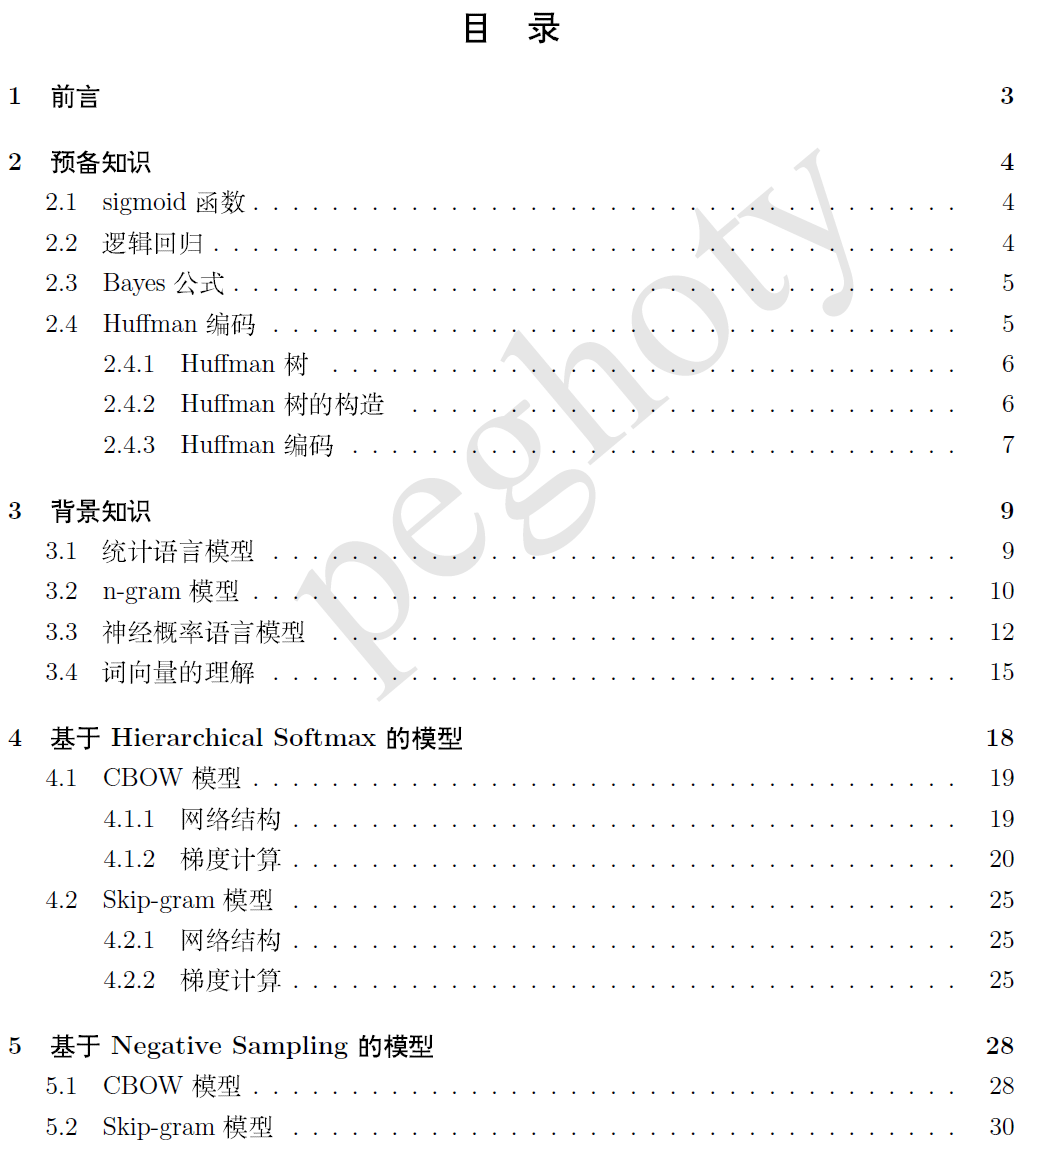 目 录
1 前言 3
2 预备知识 4
2.1 sigmoid 函数 . . . . . . . . . . . . . . . . . . . . . . . . . . . . . . . . . . . . 4
2.2 逻辑回归 . . . . . . . . . . . . . . . . . . . . . . . . . . . . . . . . . . . . . . 4
2.3 Bayes 公式 . . . . . . . . . . . . . . . . . . . . . . . . . . . . . . . . . . . . . 5
2.4 Huffman 编码 . . . . . . . . . . . . . . . . . . . . . . . . . . . . . . . . . . . 5
2.4.1 Huffman 树 . . . . . . . . . . . . . . . . . . . . . . . . . . . . . . . . 6
2.4.2 Huffman 树的构造 . . . . . . . . . . . . . . . . . . . . . . . . . . . . 6
2.4.3 Huffman 编码 . . . . . . . . . . . . . . . . . . . . . . . . . . . . . . . 7
3 背景知识 9
3.1 统计语言模型 . . . . . . . . . . . . . . . . . . . . . . . . . . . . . . . . . . . 9
3.2 n-gram 模型 . . . . . . . . . . . . . . . . . . . . . . . . . . . . . . . . . . . . 10
3.3 神经概率语言模型 . . . . . . . . . . . . . . . . . . . . . . . . . . . . . . . . 12
3.4 词向量的理解 . . . . . . . . . . . . . . . . . . . . . . . . . . . . . . . . . . . 15
4 基于 Hierarchical Softmax 的模型 18
4.1 CBOW 模型 . . . . . . . . . . . . . . . . . . . . . . . . . . . . . . . . . . . . 19
4.1.1 网络结构 . . . . . . . . . . . . . . . . . . . . . . . . . . . . . . . . . . 19
4.1.2 梯度计算 . . . . . . . . . . . . . . . . . . . . . . . . . . . . . . . . . . 20
4.2 Skip-gram 模型 . . . . . . . . . . . . . . . . . . . . . . . . . . . . . . . . . . 25
4.2.1 网络结构 . . . . . . . . . . . . . . . . . . . . . . . . . . . . . . . . . . 25
4.2.2 梯度计算 . . . . . . . . . . . . . . . . . . . . . . . . . . . . . . . . . . 25
5 基于 Negative Sampling 的模型 28
5.1 CBOW 模型 . . . . . . . . . . . . . . . . . . . . . . . . . . . . . . . . . . . . 28
5.2 Skip-gram 模型 . . . . . . . . . . . . . . . . . . . . . . . . . . . . . . . . . . 30
peghoty